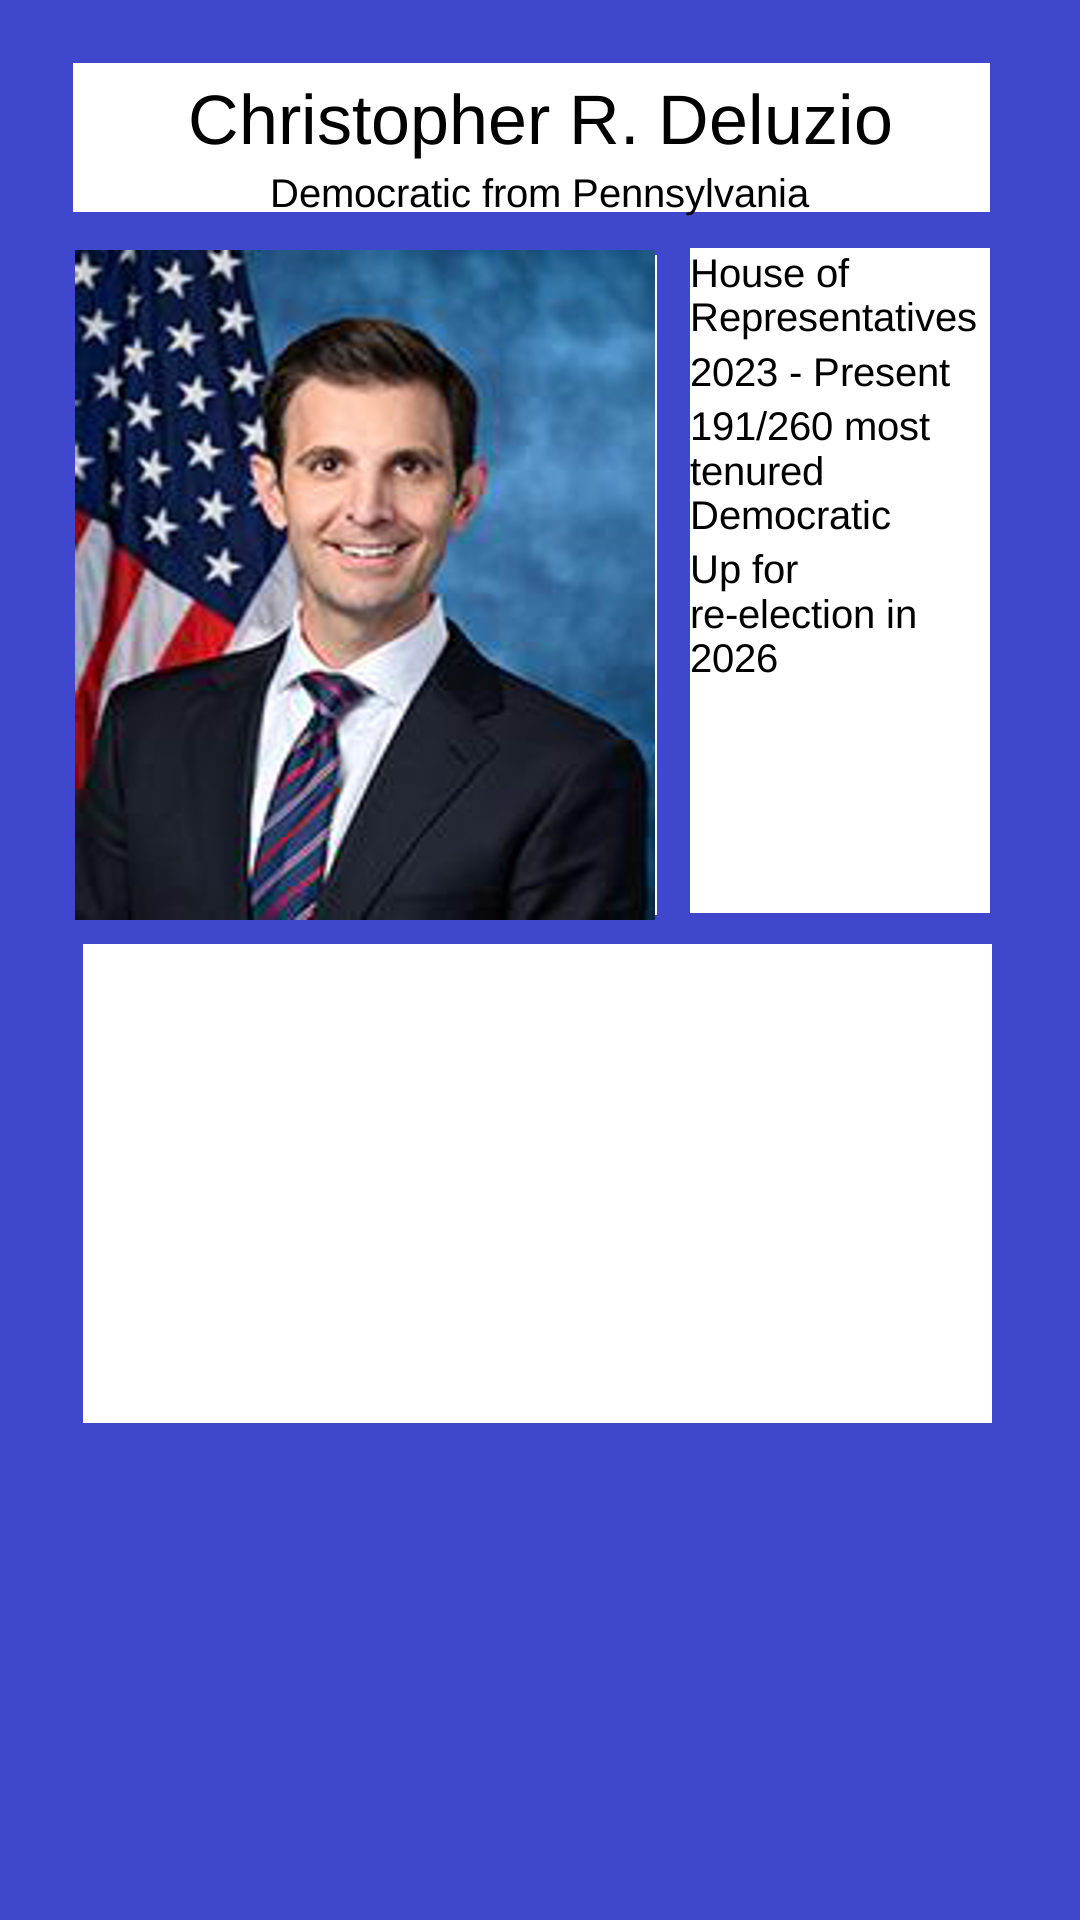 Christopher R. Deluzio
Democratic from Pennsylvania
House of
Representatives
2023 - Present
191/260 most
tenured
Democratic
Up for
re-election in
2026